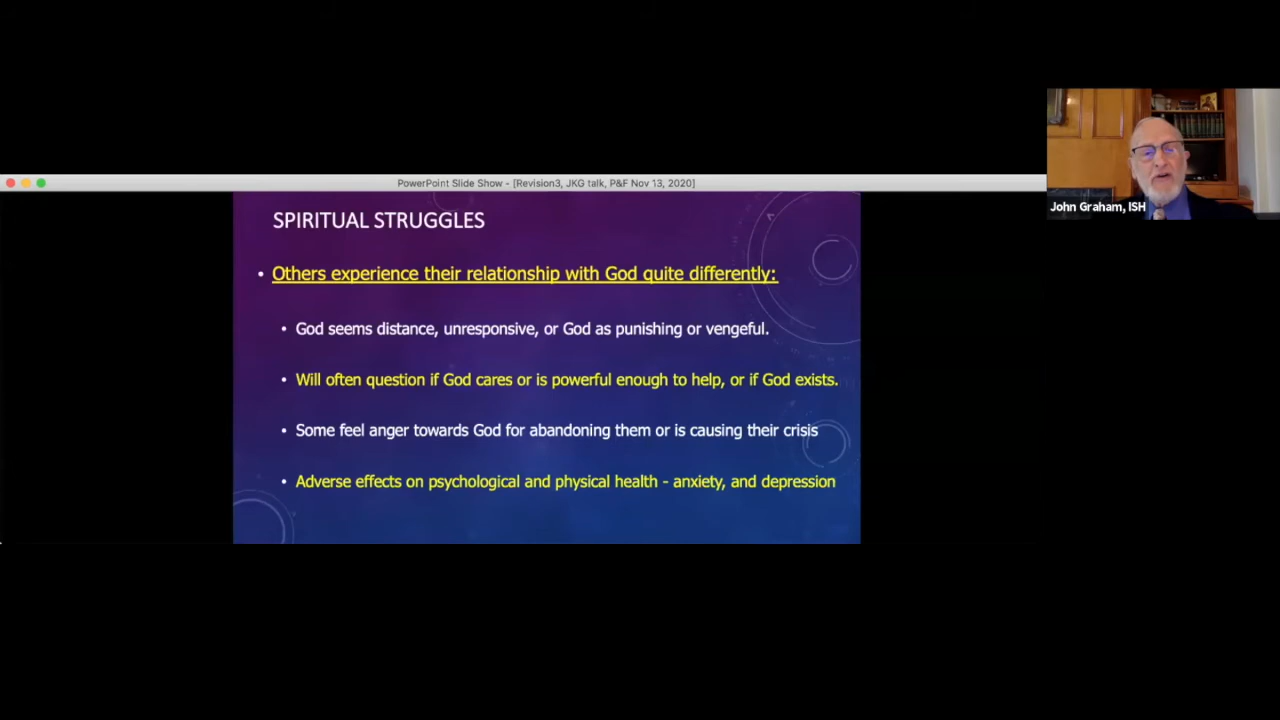 PowerPoint Slide Show - [Revision3, JKG talk, P&F Nov 13, 2020]
John Graham, ISH
SPIRITUAL STRUGGLES
• Others experience their relationship with God quite differently:
• God seems distance, unresponsive, or God as punishing or vengeful.
• Will often question if God cares or is powerful enough to help, or if God exists.
• Some feel anger towards God for abandoning them or is causing their crisis
• Adverse effects on psychological and physical health - anxiety, and depression